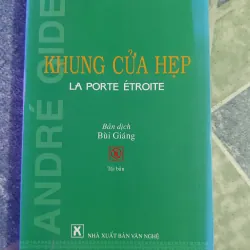 ANDRÉ GIDE
KHUNG CỬA HẸP
LA PORTE ÉTROITE
Bản dịch
Bùi Giáng
Tái bản
NHÀ XUẤT BẢN VĂN NGHỆ